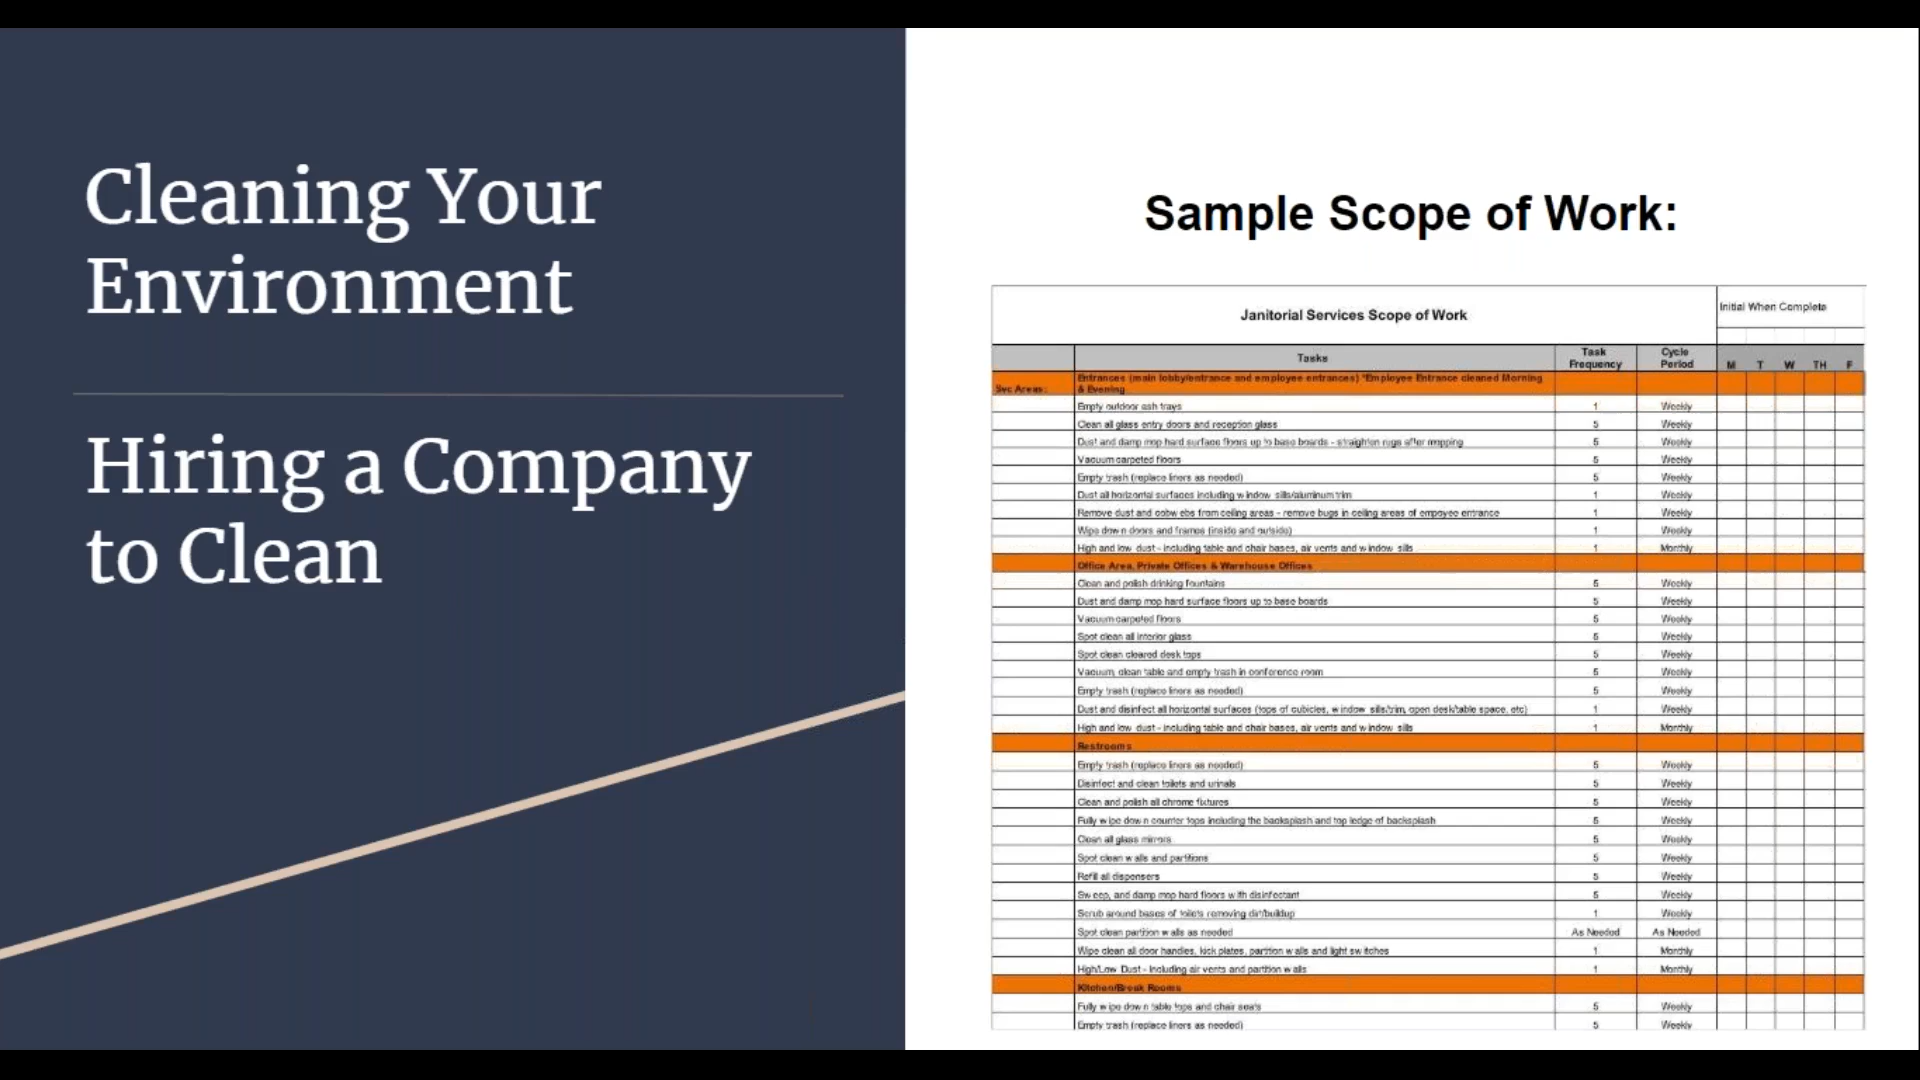 Cleaning Your
Environment
Hiring a Company
to Clean
Sample Scope of Work:
Janitorial Services Scope of Work
Initial When Complete
Tasks Task Frequency Cycle Period M T W TH F
Svc Areas: Entrances (main lobby/entrance and employee entrances) *Employee Entrance cleaned Morning
& Evening
Empty outdoor ash trays 1 Weekly
Clean all glass entry doors and reception glass 5 Weekly
Dust and damp mop hard surface floors up to base boards - straighten rugs after mopping 5 Weekly
Vacuum carpeted floors 5 Weekly
Empty trash (replace liners as needed) 5 Weekly
Dust all horizontal surfaces including window sills/aluminum trim 1 Weekly
Remove dust and cobwebs from ceiling areas - remove bugs in ceiling areas of empoyee entrance 1 Weekly
Wipe down doors and frames (inside and outside) 1 Weekly
High and low dust - including table and chair bases, air vents and window sills 1 Monthly
Office Area, Private Offices & Warehouse Offices
Clean and polish drinking fountains 5 Weekly
Dust and damp mop hard surface floors up to base boards 5 Weekly
Vacuum carpeted floors 5 Weekly
Spot clean all interior glass 5 Weekly
Spot clean cleared desk tops 5 Weekly
Vacuum, clean table and empty trash in conference room 5 Weekly
Empty trash (replace liners as needed) 5 Weekly
Dust and disinfect all horizontal surfaces (tops of cubicles, window sills/trim, open desk/table space, etc) 1 Weekly
High and low dust - including table and chair bases, air vents and window sills 1 Monthly
Restrooms
Empty trash (replace liners as needed) 5 Weekly
Disinfect and clean toilets and urinals 5 Weekly
Clean and polish all chrome fixtures 5 Weekly
Fully wipe down counter tops including the backsplash and top ledge of backsplash 5 Weekly
Clean all glass mirrors 5 Weekly
Spot clean walls and partitions 5 Weekly
Refill all dispensers 5 Weekly
Sweep, and damp mop hard floors with disinfectant 5 Weekly
Scrub around bases of toilets removing dirt/buildup 1 Weekly
Spot clean partition walls as needed As Needed As Needed
Wipe clean all door handles, kick plates, partition walls and light switches 1 Monthly
High/Low Dust - Including air vents and partition walls 1 Monthly
Kitchen/Break Rooms
Fully wipe down table tops and chair seats 5 Weekly
Empty trash (replace liners as needed) 5 Weekly